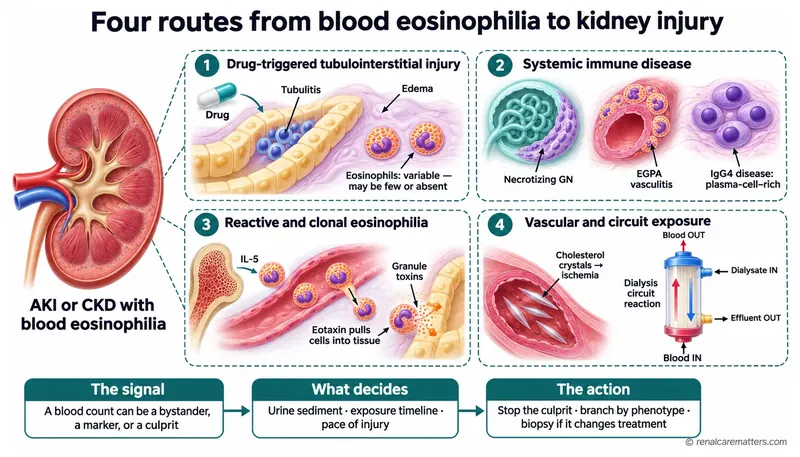 Four routes from blood eosinophilia to kidney injury
AKI or CKD with
blood eosinophilia
1 Drug-triggered tubulointerstitial injury
Drug
Tubulitis
Edema
Eosinophils: variable —
may be few or absent
2 Systemic immune disease
Necrotizing GN
EGPA
vasculitis
IgG4 disease:
plasma-cell-rich
3 Reactive and clonal eosinophilia
IL-5
Granule
toxins
Eotaxin pulls
cells into tissue
4 Vascular and circuit exposure
Cholesterol
crystals →
ischemia
Blood OUT
Dialysate IN
Dialysis
circuit
reaction
Effluent OUT
Blood IN
The signal
A blood count can be a bystander,
a marker, or a culprit
What decides
Urine sediment · exposure timeline ·
pace of injury
The action
Stop the culprit · branch by phenotype ·
biopsy if it changes treatment
© renalcarematters.com